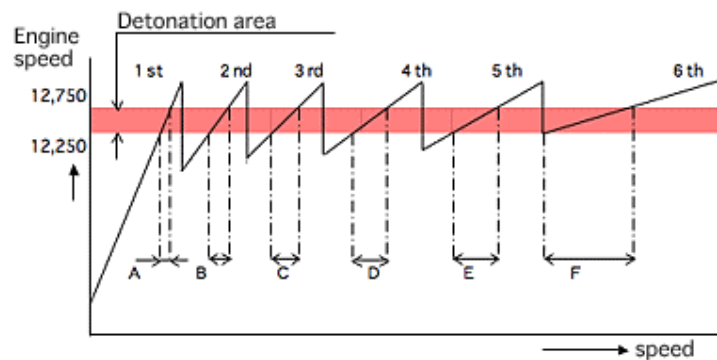 Detonation area
Engine
speed
1 st
2 nd
3 rd
4 th
5 th
6 th
12,750
12,250
A
B
C
D
E
F
speed